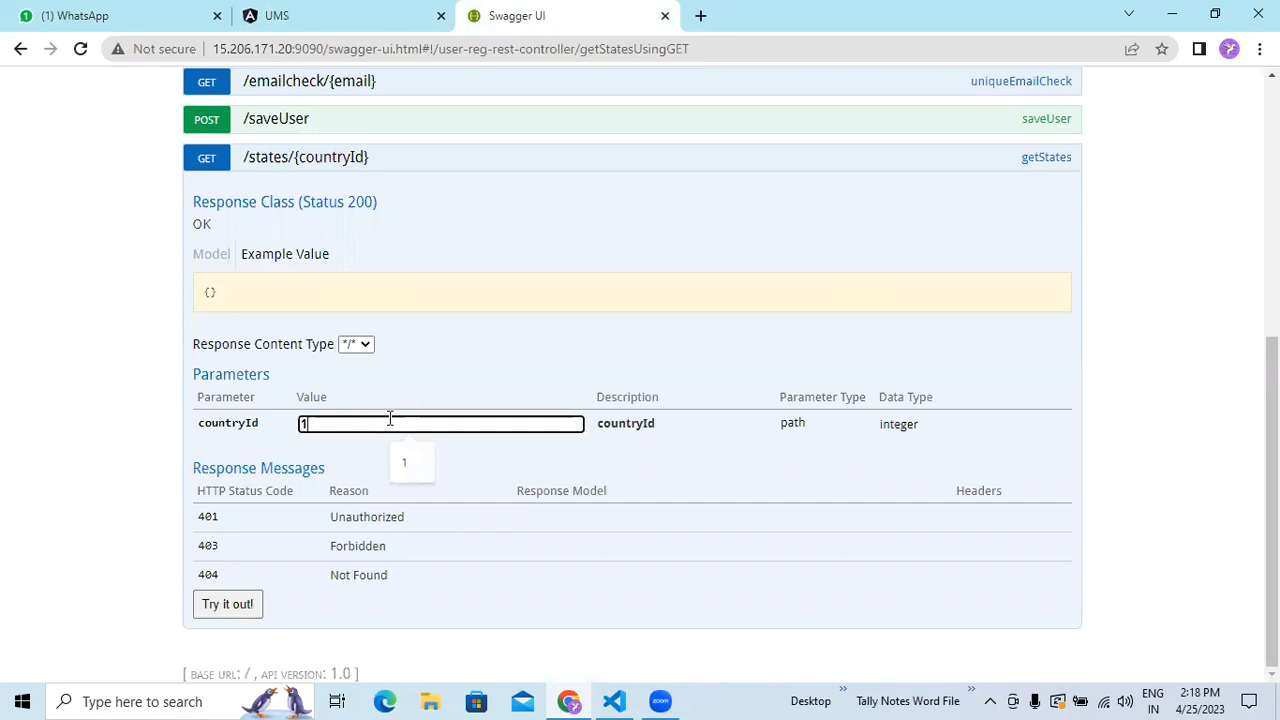 (1) WhatsApp
UMS
Swagger UI
Not secure
15.206.171.20:9090/swagger-ui.html#!/user-reg-rest-controller/getStatesUsingGET
GET /emailcheck/{email} uniqueEmailCheck
POST /saveUser saveUser
GET /states/{countryId} getStates
Response Class (Status 200)
OK
Model Example Value
{}
Response Content Type */*
Parameters
Parameter Value Description Parameter Type Data Type
countryId 1 countryId path integer
1
Response Messages
HTTP Status Code Reason Response Model Headers
401 Unauthorized
403 Forbidden
404 Not Found
Try it out!
[ BASE URL: / , API VERSION: 1.0 ]
Type here to search
zoom
Desktop
Tally Notes Word File
ENG
IN
2:18 PM
4/25/2023